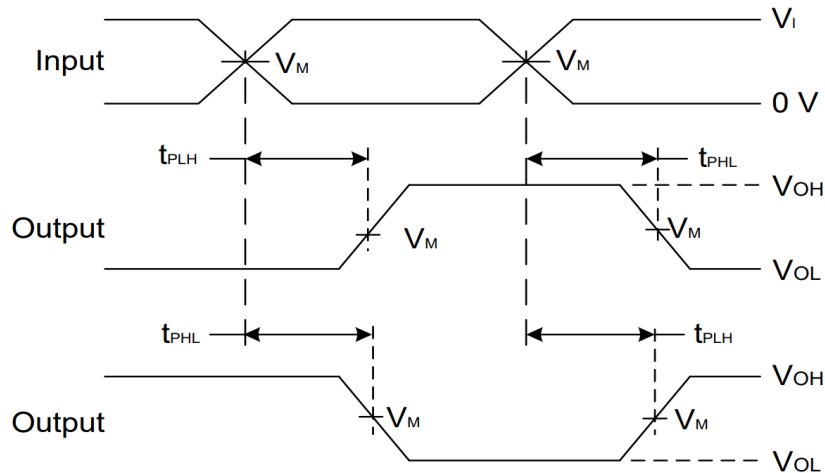 VI
Input VM VM
0 V
tPLH tPHL
VOH
Output VM VM
VOL
tPHL tPLH
VOH
VM VM
Output
VOL